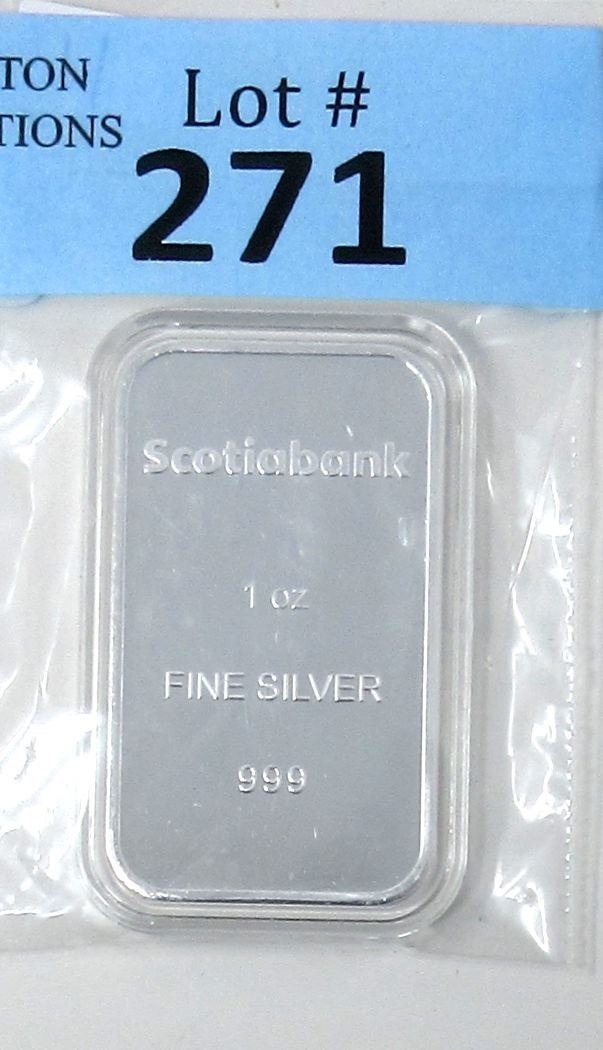 TON
TIONS
Lot #
271
Scotiabank
1 oz
FINE SILVER
999